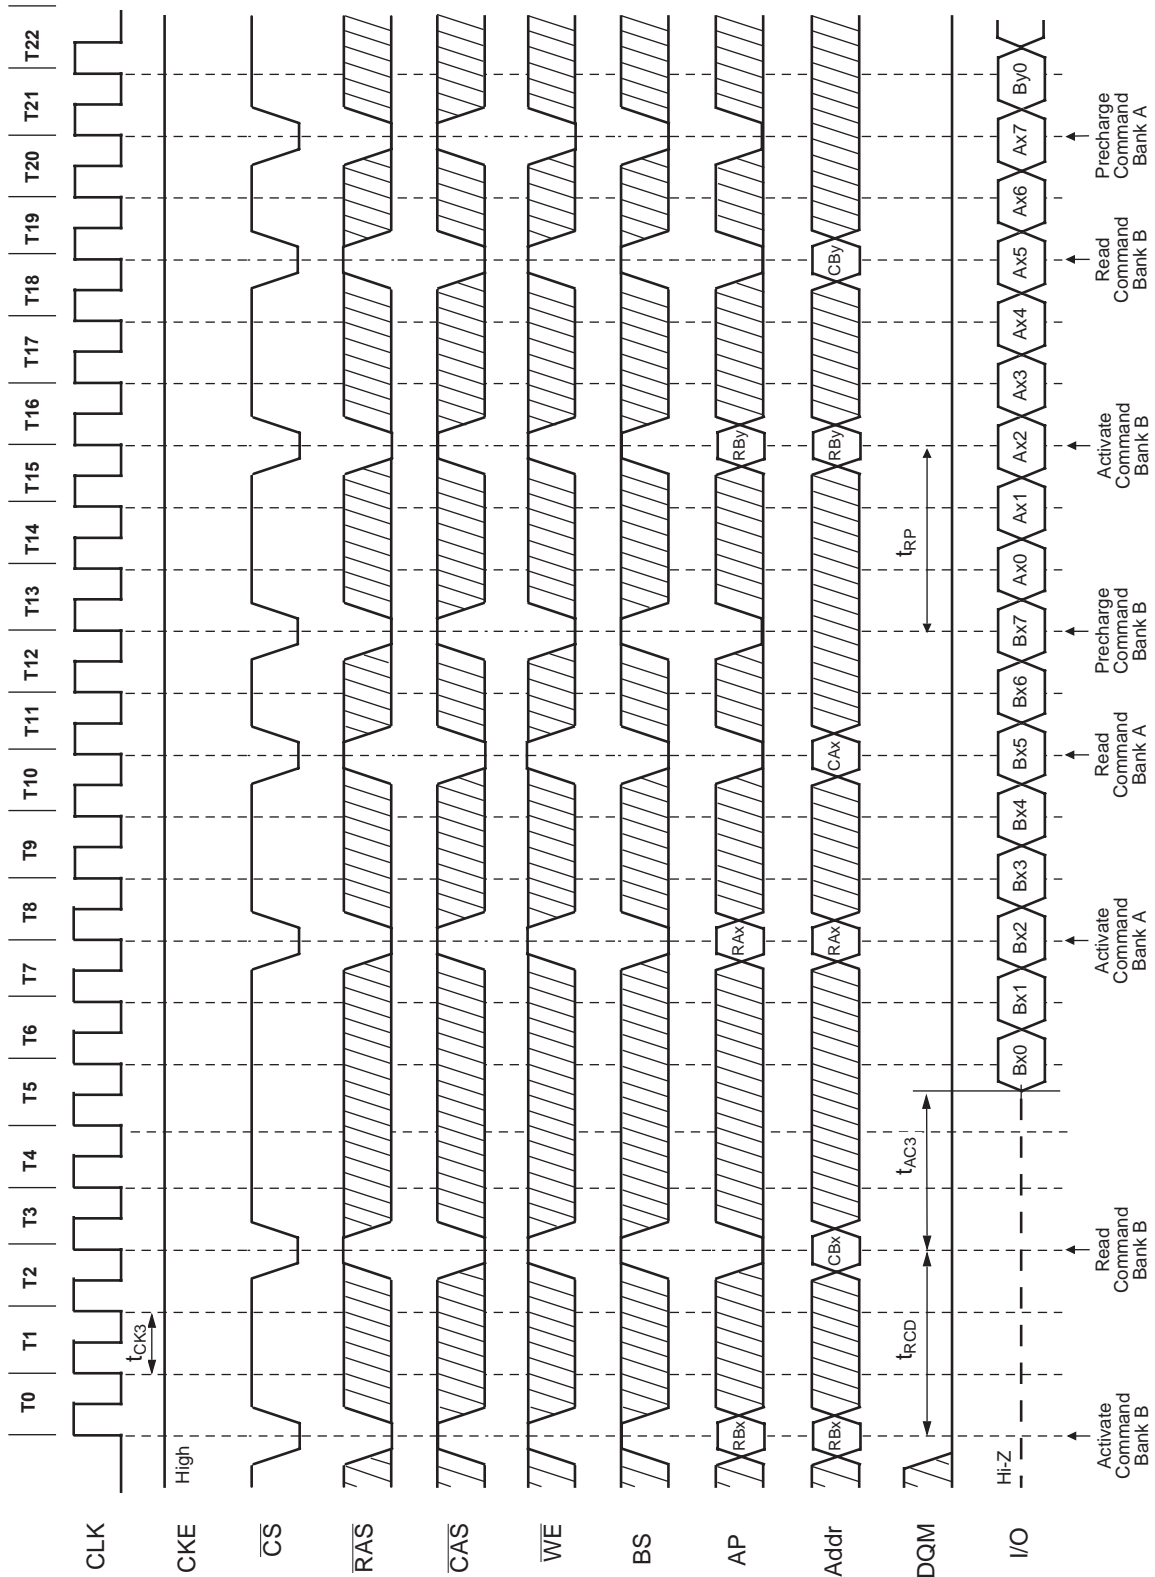 T0 T1 T2 T3 T4 T5 T6 T7 T8 T9 T10 T11 T12 T13 T14 T15 T16 T17 T18 T19 T20 T21 T22
CLK
tCK3
CKE
High
CS
RAS
CAS
WE
BS
AP
RBx RAx RBy
Addr
RBx CBx RAx CAx RBy CBy
DQM
tRCD tAC3 tRP
I/O
Hi-Z
Bx0 Bx1 Bx2 Bx3 Bx4 Bx5 Bx6 Bx7 Ax0 Ax1 Ax2 Ax3 Ax4 Ax5 Ax6 Ax7 By0
Activate
Command
Bank B
Read
Command
Bank B
Activate
Command
Bank A
Read
Command
Bank A
Precharge
Command
Bank B
Activate
Command
Bank B
Read
Command
Bank B
Precharge
Command
Bank A